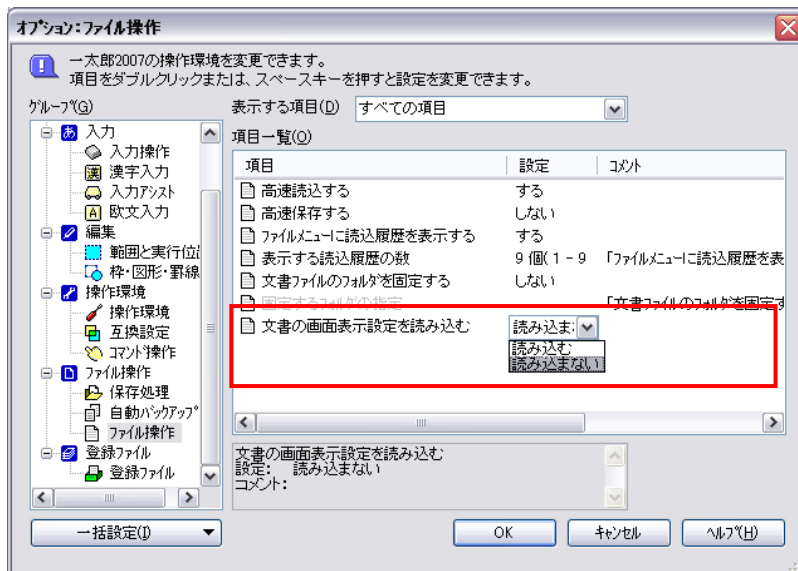 オプション:ファイル操作
一太郎2007の操作環境を変更できます。
項目をダブルクリックまたは、スペースキーを押すと設定を変更できます。
グループ(G)
表示する項目(D) すべての項目
入力
入力操作
漢 漢字入力
入力アシスト
A 欧文入力
編集
範囲と実行位
枠・図形・罫線
操作環境
操作環境
互換設定
コマンド操作
ファイル操作
保存処理
自動バックアップ
ファイル操作
登録ファイル
登録ファイル
項目一覧(O)
項目 設定 コメント
高速読込する する
高速保存する しない
ファイルメニューに読込履歴を表示する する
表示する読込履歴の数 9 個(1 - 9 「ファイルメニューに読込履歴を表
文書ファイルのフォルダを固定する しない
固定するフォルダの指定 「文書ファイルのフォルダを固定す
文書の画面表示設定を読み込む 読み込ま
読み込む
読み込まない
文書の画面表示設定を読み込む
設定: 読み込まない
コメント:
一括設定(I)
OK キャンセル ヘルプ(H)